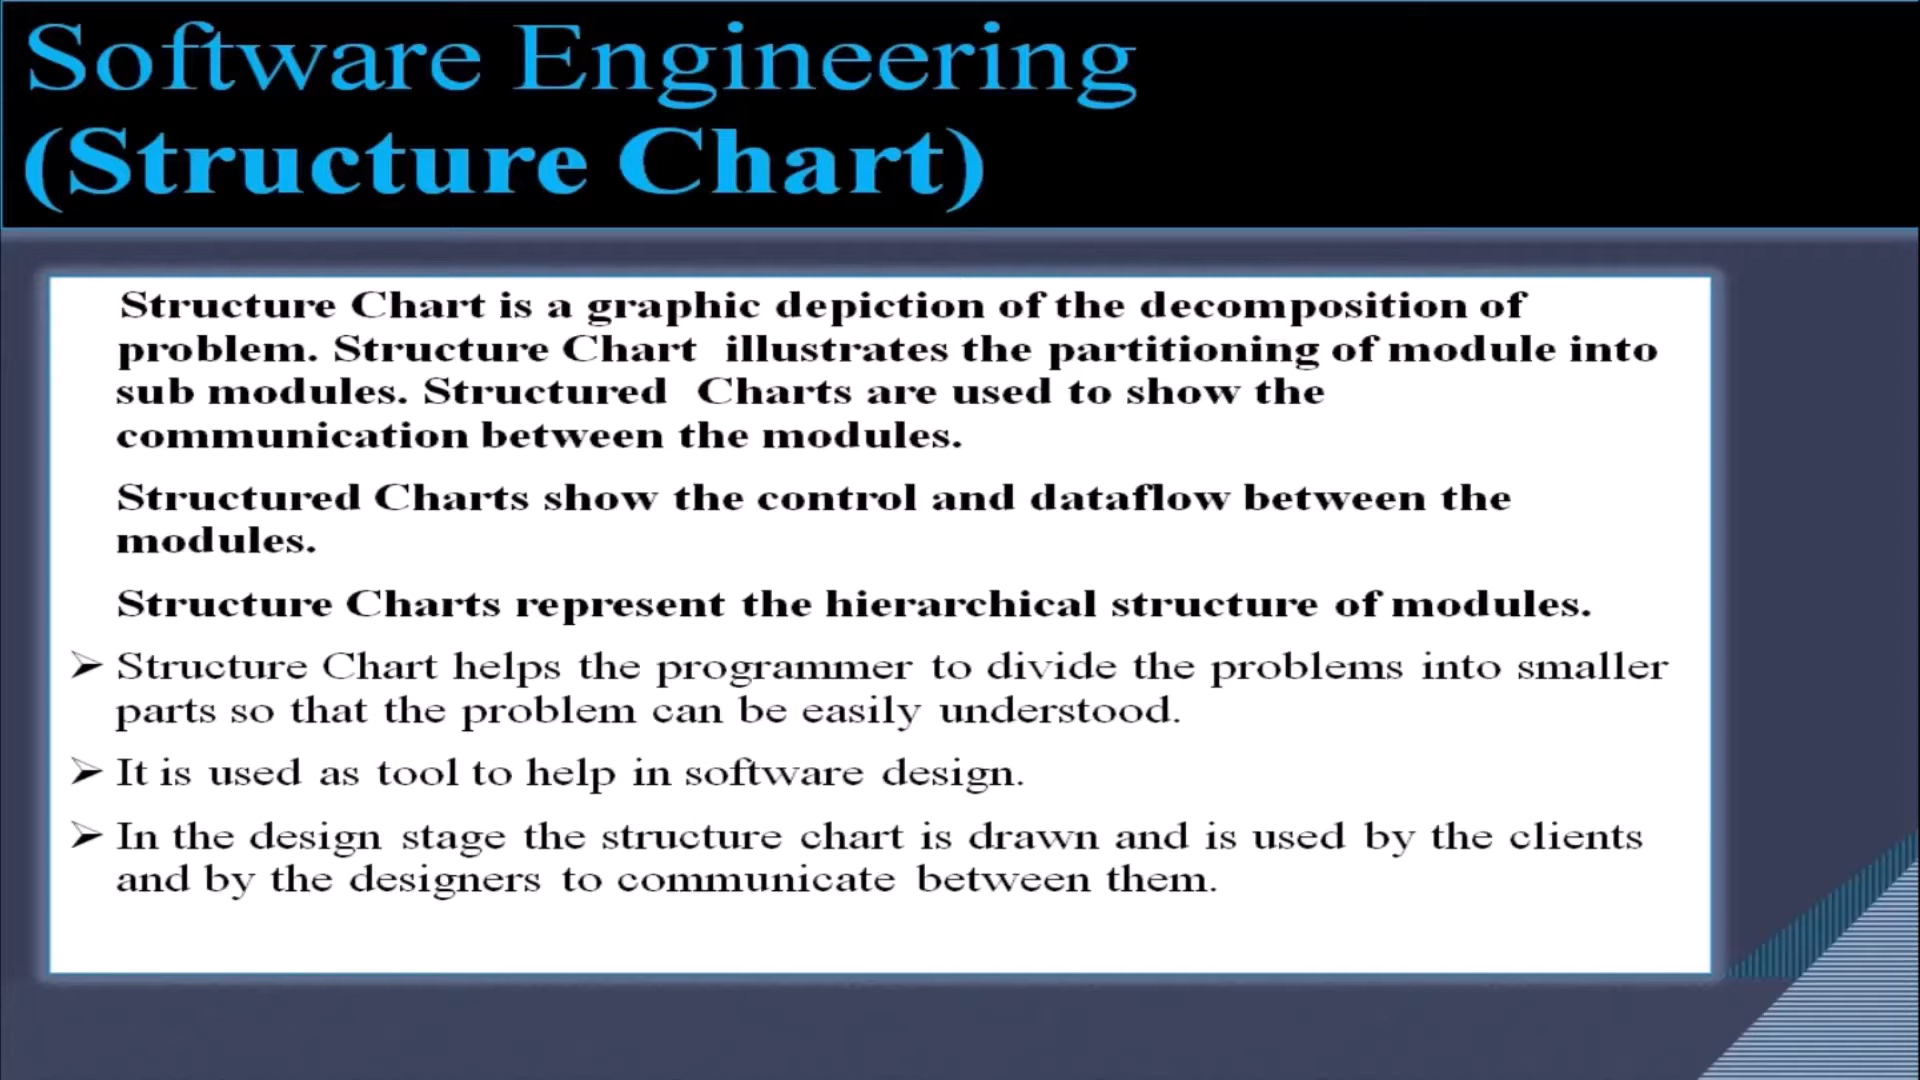 Software Engineering
(Structure Chart)
Structure Chart is a graphic depiction of the decomposition of
problem. Structure Chart illustrates the partitioning of module into
sub modules. Structured Charts are used to show the
communication between the modules.
Structured Charts show the control and dataflow between the
modules.
Structure Charts represent the hierarchical structure of modules.
➢ Structure Chart helps the programmer to divide the problems into smaller
parts so that the problem can be easily understood.
➢ It is used as tool to help in software design.
➢ In the design stage the structure chart is drawn and is used by the clients
and by the designers to communicate between them.